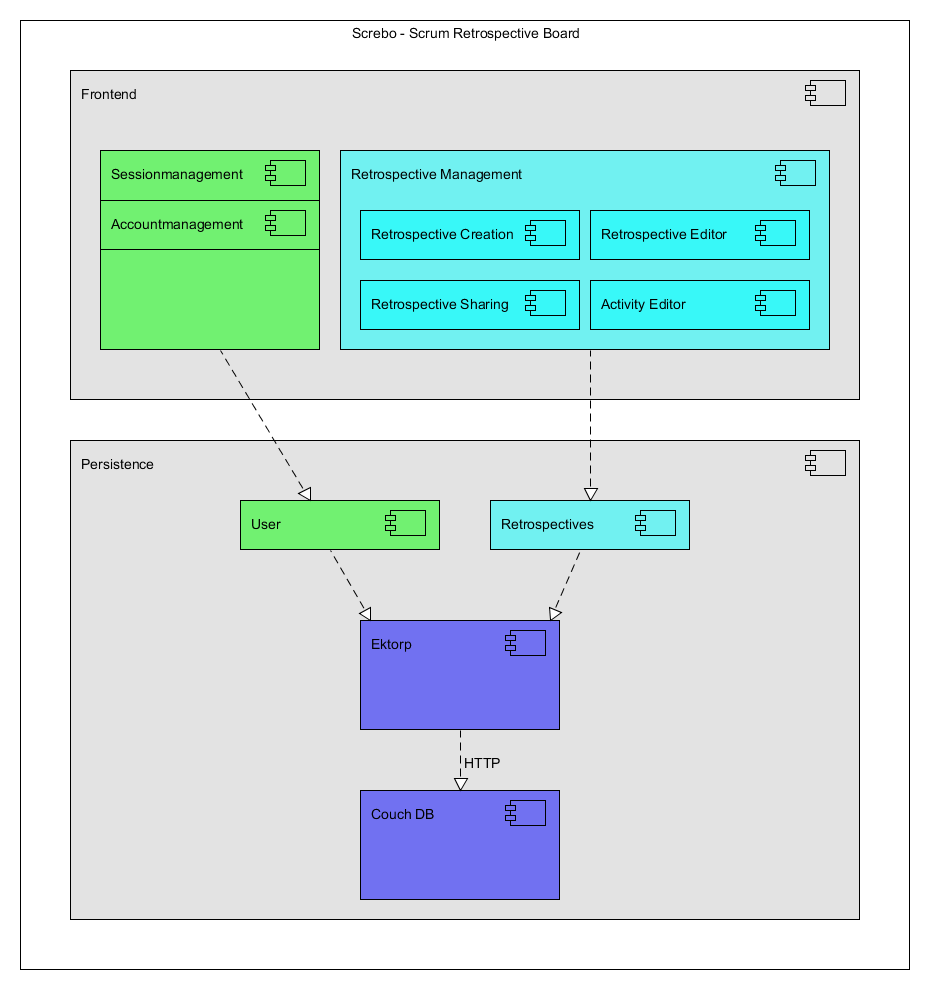 Screbo - Scrum Retrospective Board
Frontend
Sessionmanagement
Accountmanagement
Retrospective Management
Retrospective Creation
Retrospective Editor
Retrospective Sharing
Activity Editor
Persistence
User
Retrospectives
Ektorp
HTTP
Couch DB